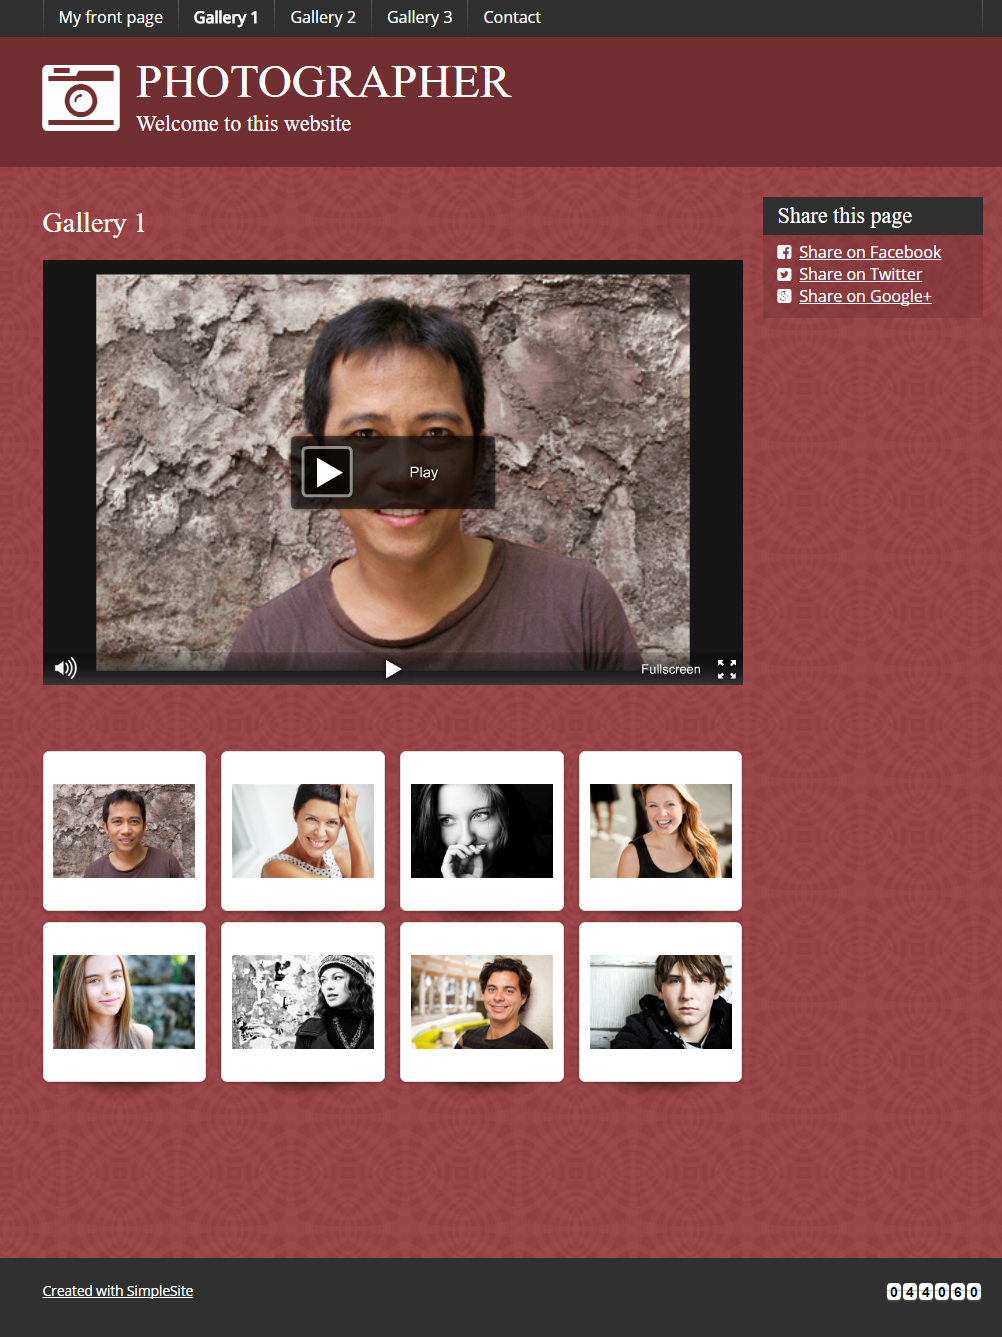 My front page Gallery 1 Gallery 2 Gallery 3 Contact
PHOTOGRAPHER
Welcome to this website
Gallery 1
Share this page
Share on Facebook
Share on Twitter
Share on Google+
Play
Fullscreen
Created with SimpleSite
044060